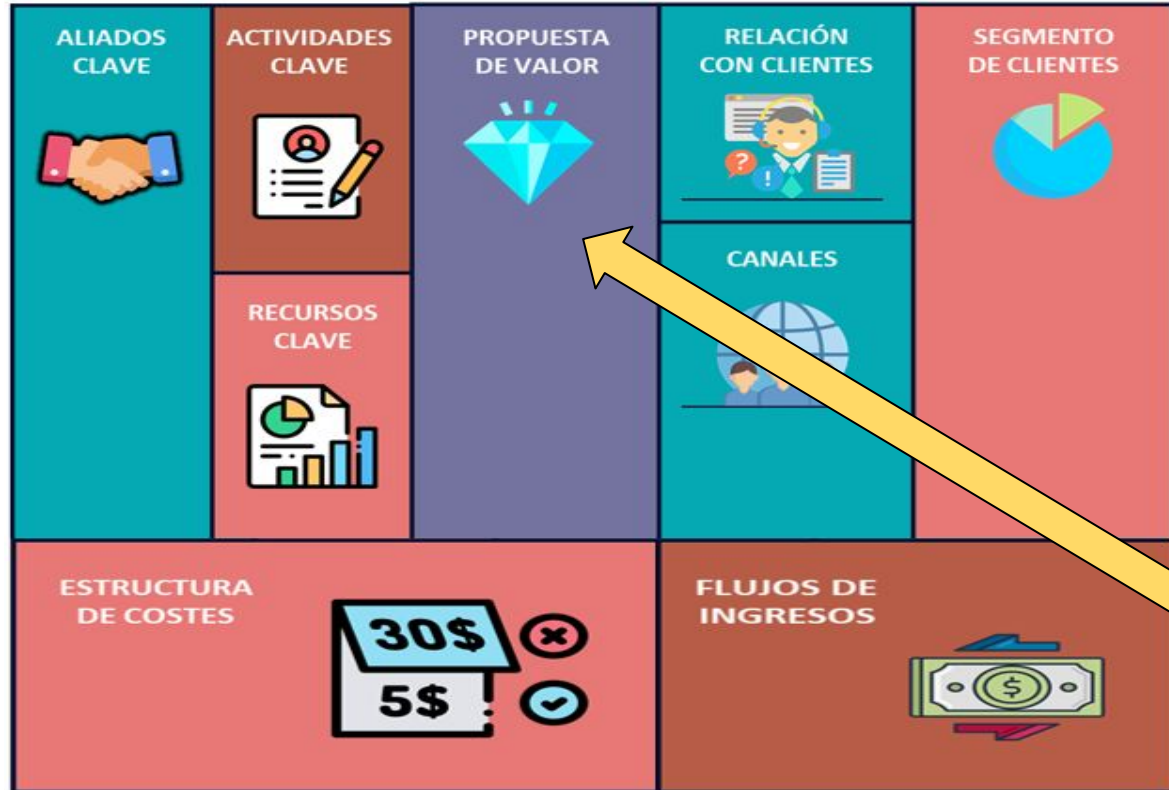 ALIADOS
CLAVE
ACTIVIDADES
CLAVE
PROPUESTA
DE VALOR
RELACIÓN
CON CLIENTES
SEGMENTO
DE CLIENTES
?
!
CANALES
RECURSOS
CLAVE
ESTRUCTURA
DE COSTES
30$
5$
FLUJOS DE
INGRESOS
$